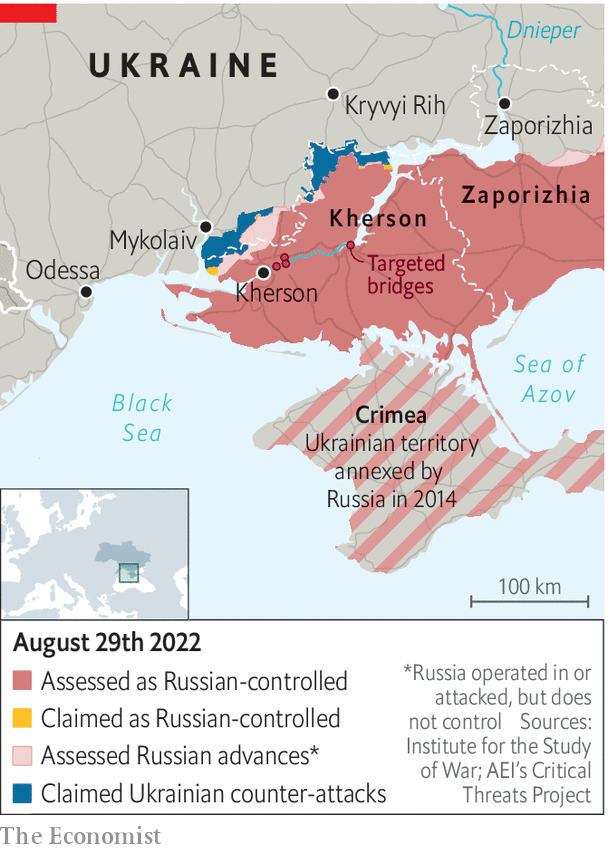 Dnieper
UKRAINE
Kryvyi Rih
Zaporizhia
Zaporizhia
Kherson
Mykolaiv
Targeted
bridges
Odessa
Kherson
Black
Sea
Sea of
Azov
Crimea
Ukrainian territory
annexed by
Russia in 2014
100 km
August 29th 2022
Assessed as Russian-controlled
Claimed as Russian-controlled
Assessed Russian advances*
Claimed Ukrainian counter-attacks
*Russia operated in or
attacked, but does
not control Sources:
Institute for the Study
of War; AEI's Critical
Threats Project
The Economist